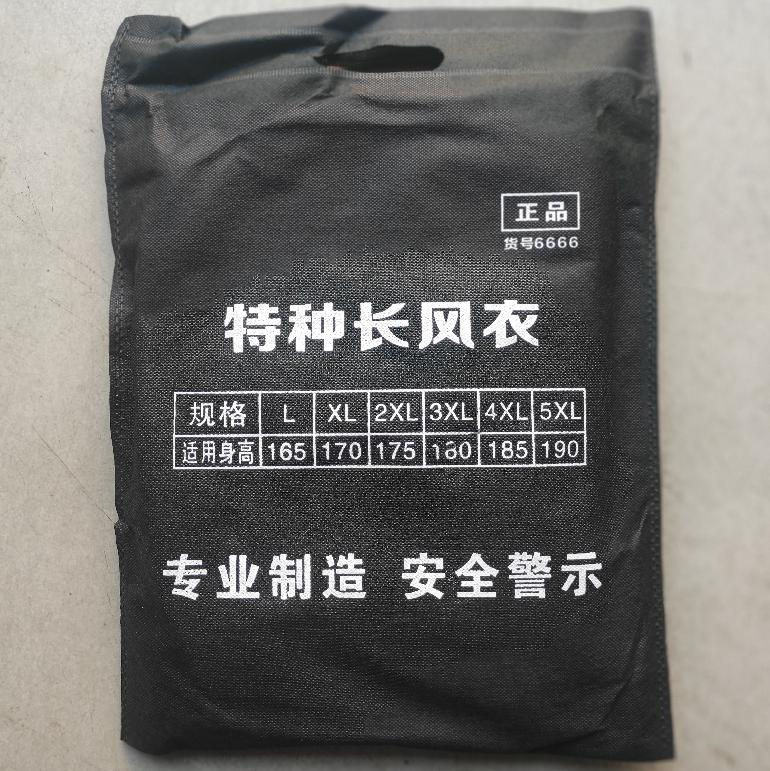 正品
货号6666
特种长风衣
规格 L XL 2XL 3XL 4XL 5XL
适用身高 165 170 175 180 185 190
专业制造 安全警示